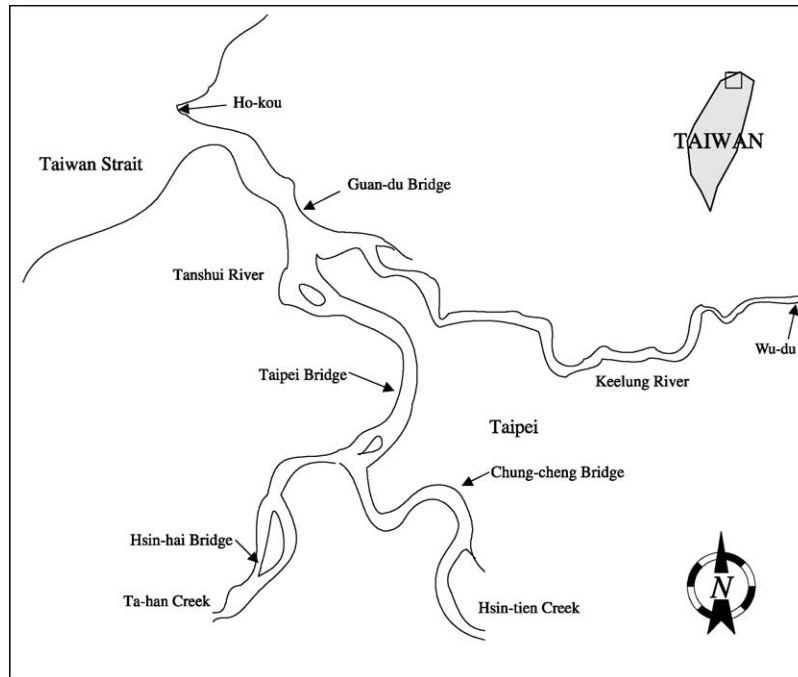 Ho-kou
TAIWAN
Taiwan Strait
Guan-du Bridge
Tanshui River
Wu-du
Taipei Bridge
Keelung River
Taipei
Chung-cheng Bridge
Hsin-hai Bridge
Ta-han Creek
Hsin-tien Creek
N